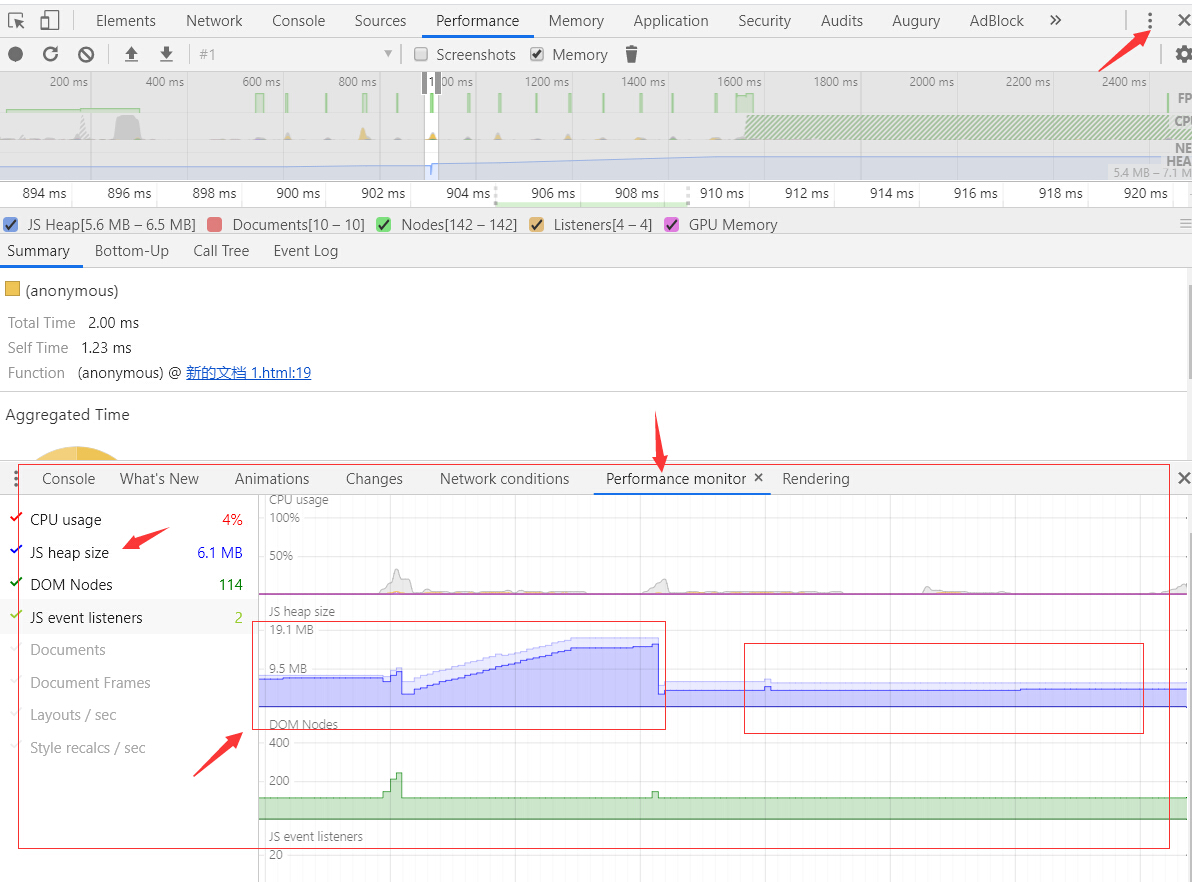 Elements Network Console Sources Performance Memory Application Security Audits Augury AdBlock »
#1 Screenshots Memory
200 ms 400 ms 600 ms 800 ms 1 00 ms 1200 ms 1400 ms 1600 ms 1800 ms 2000 ms 2200 ms 2400 ms
FP
CPU
NE
HEA
5.4 MB – 7.1 M
894 ms 896 ms 898 ms 900 ms 902 ms 904 ms 906 ms 908 ms 910 ms 912 ms 914 ms 916 ms 918 ms 920 ms
JS Heap[5.6 MB – 6.5 MB] Documents[10 – 10] Nodes[142 – 142] Listeners[4 – 4] GPU Memory
Summary Bottom-Up Call Tree Event Log
(anonymous)
Total Time 2.00 ms
Self Time 1.23 ms
Function (anonymous) @ 新的文档 1.html:19
Aggregated Time
Console What's New Animations Changes Network conditions Performance monitor × Rendering
CPU usage 4%
JS heap size 6.1 MB
DOM Nodes 114
JS event listeners 2
Documents
Document Frames
Layouts / sec
Style recalcs / sec
CPU usage
100%
50%
JS heap size
19.1 MB
9.5 MB
DOM Nodes
400
200
JS event listeners
20